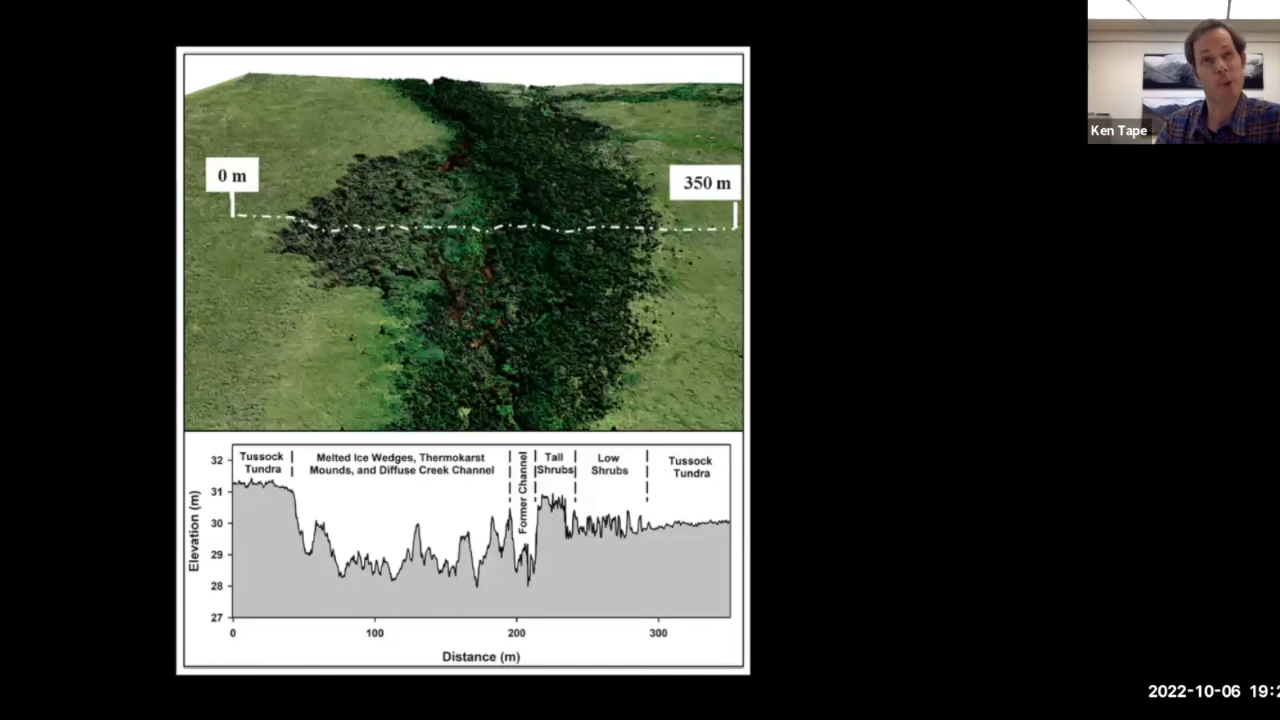 Ken Tape
0 m
350 m
Tussock
Tundra
Melted Ice Wedges, Thermokarst
Mounds, and Diffuse Creek Channel
Former Channel
Tall
Shrubs
Low
Shrubs
Tussock
Tundra
Elevation (m)
32
31
30
29
28
27
0
100
200
300
Distance (m)
2022-10-06 19:2